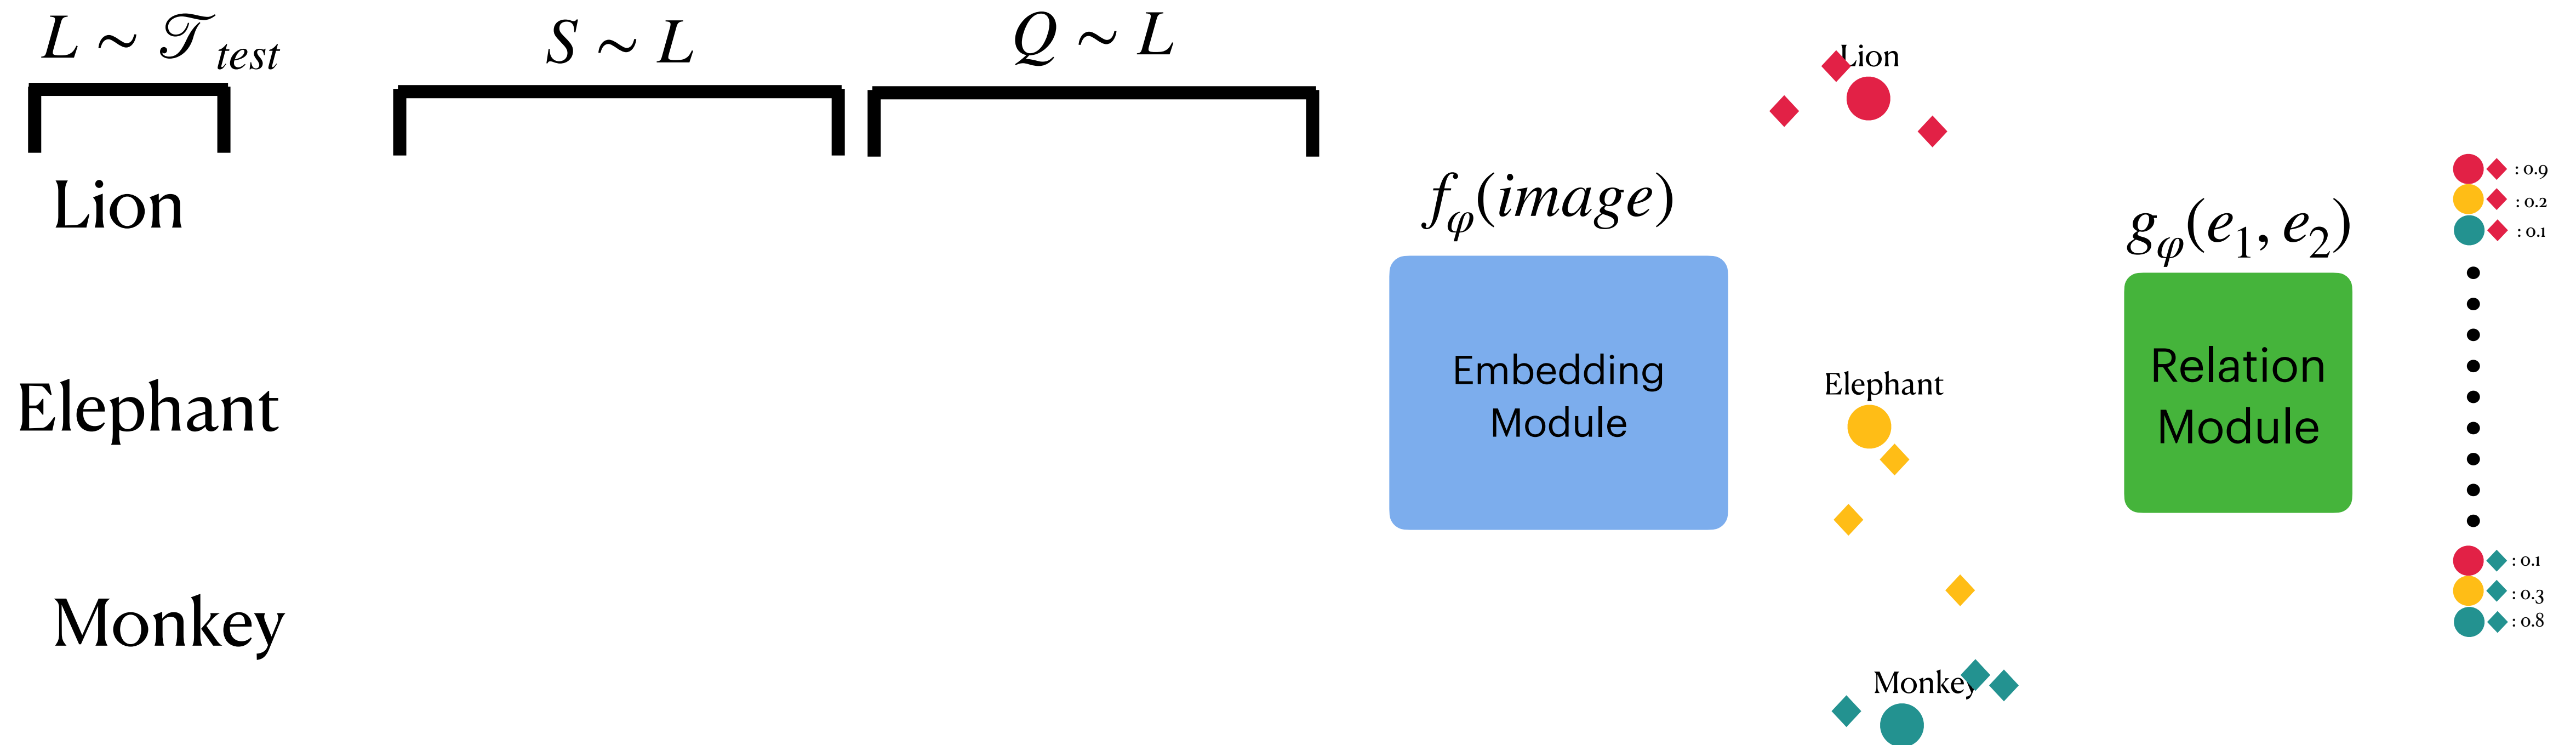 L ~ 𝒯 test
S ~ L
Q ~ L
Lion
Elephant
Monkey
fφ(image)
Embedding
Module
Lion
Elephant
Monkey
gφ(e1, e2)
Relation
Module
: 0.9
: 0.2
: 0.1
: 0.1
: 0.3
: 0.8